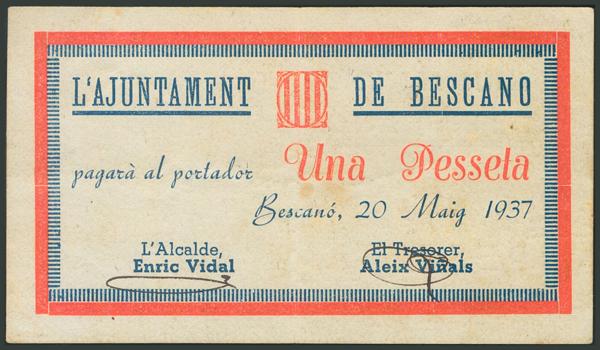 L'AJUNTAMENT DE BESCANO
pagarà al portador Una Pesseta
Bescanó, 20 Maig 1937
L'Alcalde, El Tresorer,
Enric Vidal Aleix Viñals